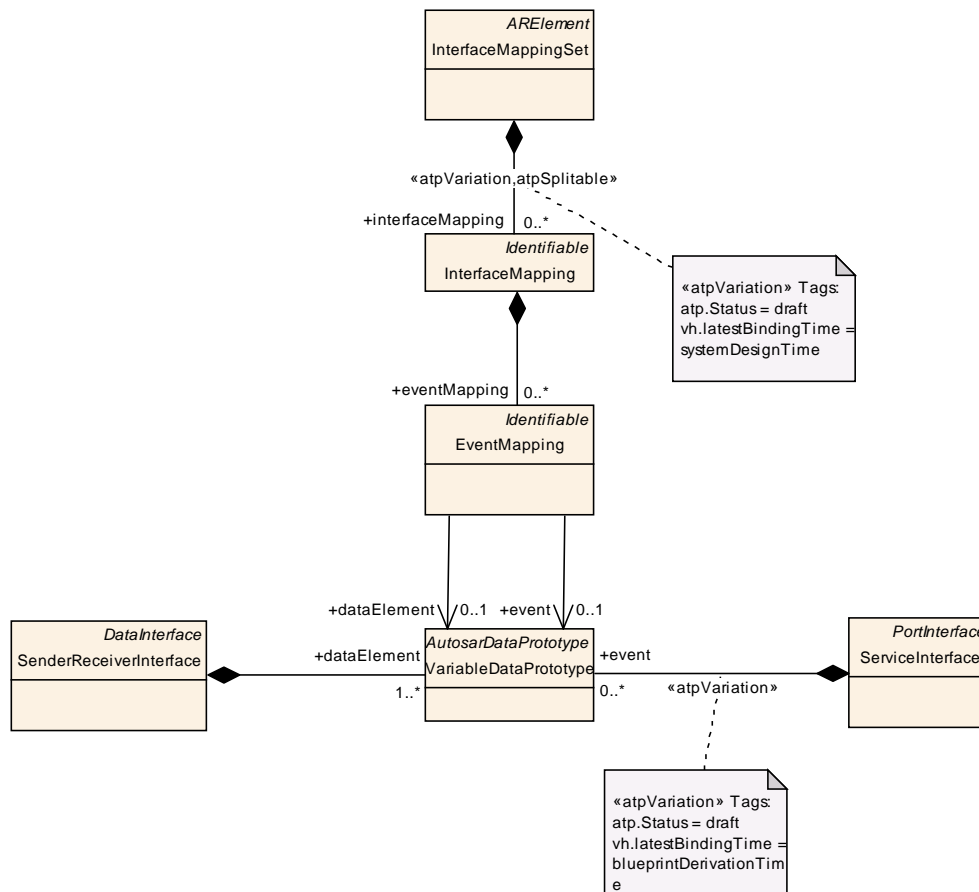 ARElement
InterfaceMappingSet
«atpVariation,atpSplitable»
+interfaceMapping
0..*
Identifiable
InterfaceMapping
«atpVariation» Tags:
atp.Status = draft
vh.latestBindingTime =
systemDesignTime
+eventMapping
0..*
Identifiable
EventMapping
+dataElement
0..1
+event
0..1
DataInterface
SenderReceiverInterface
+dataElement
1..*
AutosarDataPrototype
VariableDataPrototype
+event
0..*
«atpVariation»
PortInterface
ServiceInterface
«atpVariation» Tags:
atp.Status = draft
vh.latestBindingTime =
blueprintDerivationTim
e